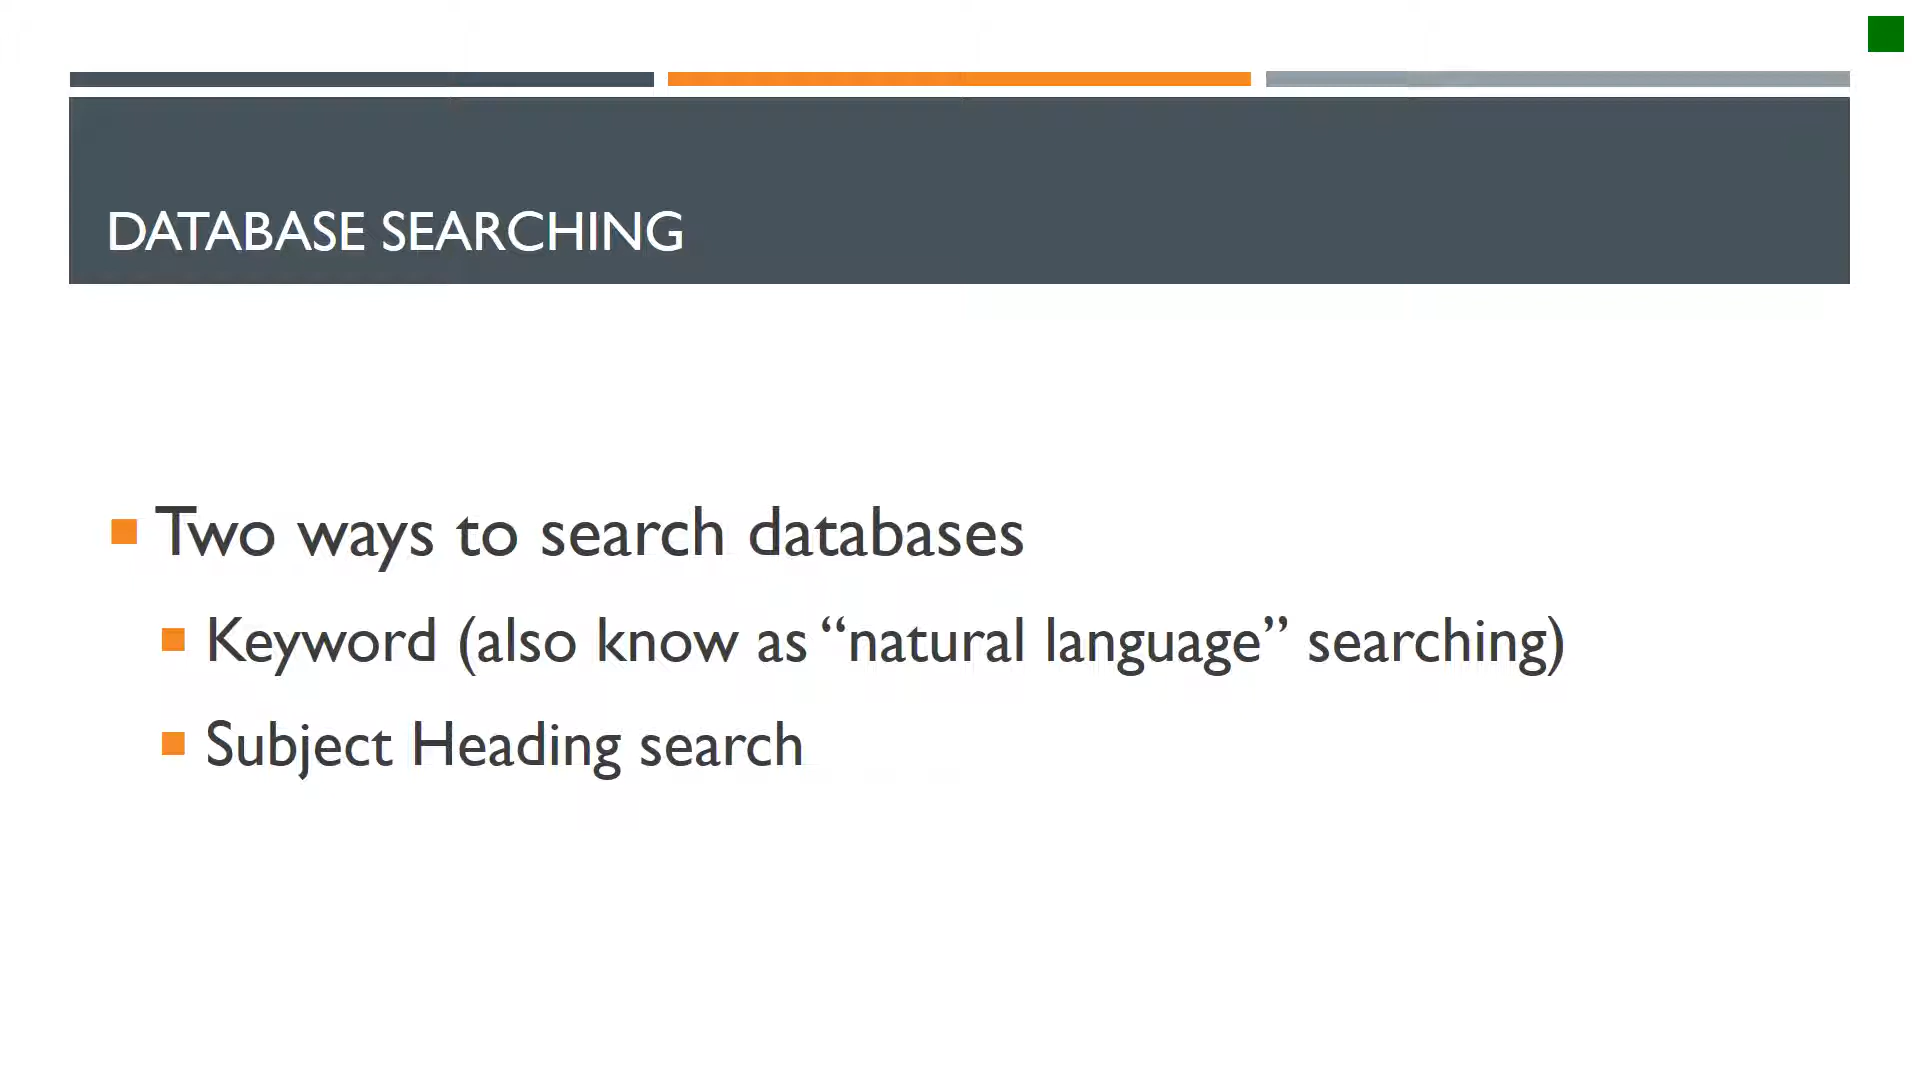 DATABASE SEARCHING
Two ways to search databases
Keyword (also know as “natural language” searching)
Subject Heading search